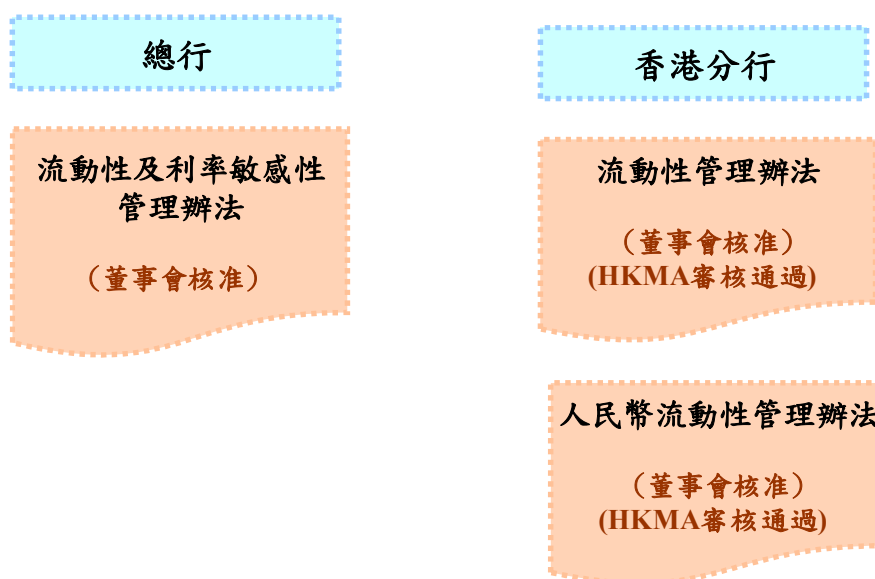 總行
流動性及利率敏感性
管理辦法
（董事會核准）
香港分行
流動性管理辦法
（董事會核准）
(HKMA審核通過)
人民幣流動性管理辦法
（董事會核准）
(HKMA審核通過)